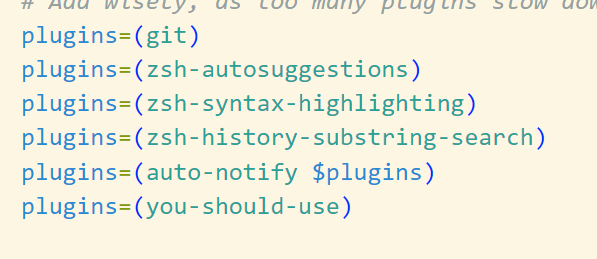 # Add wisely, as too many plugins slow dow
plugins=(git)
plugins=(zsh-autosuggestions)
plugins=(zsh-syntax-highlighting)
plugins=(zsh-history-substring-search)
plugins=(auto-notify $plugins)
plugins=(you-should-use)